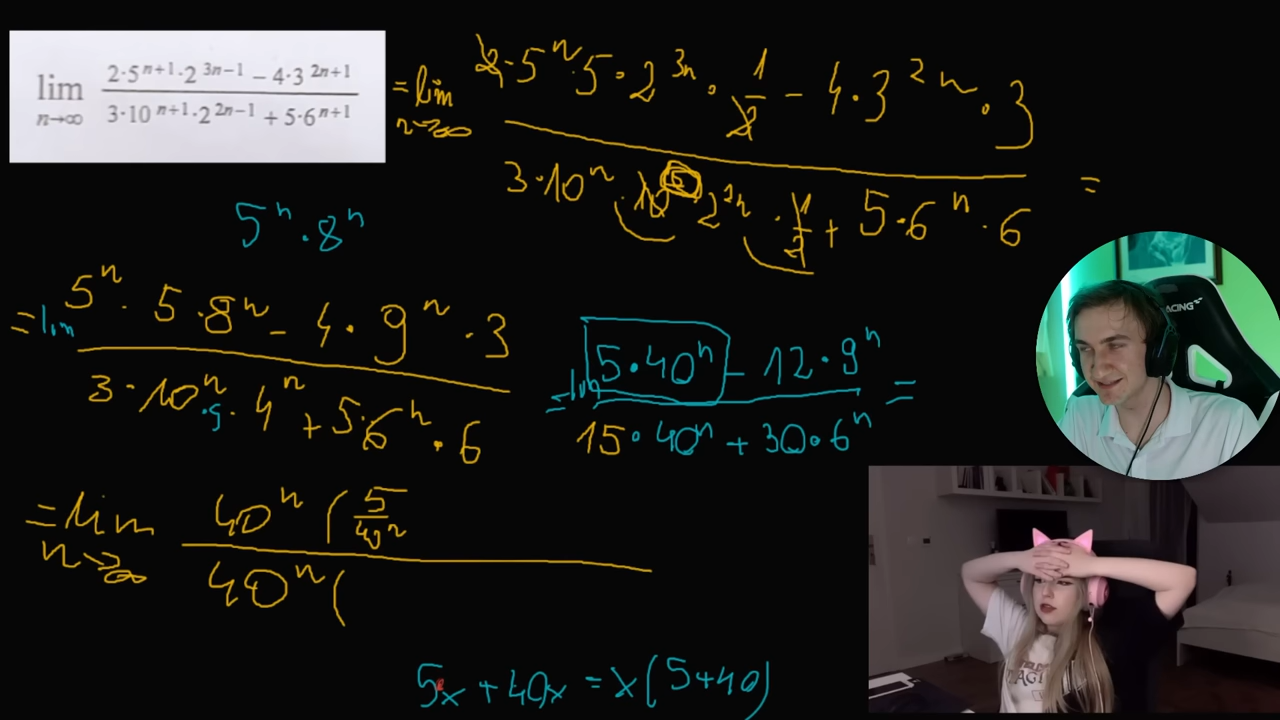 lim n→∞ (2·5^{n+1}·2^{3n-1} - 4·3^{2n+1}) / (3·10^{n+1}·2^{2n-1} + 5·6^{n+1})
= lim n→∞ (2·5^n·5·2^{3n}·1/2 - 4·3^{2n}·3) / (3·10^n·10 5 2^{2n}·1/2 + 5·6^n·6) =
5^n·8^n
= lim (5^n·5·8^n - 4·9^n·3) / (3·10^n·5·4^n + 5·6^n·6)
= lim (5·40^n - 12·9^n) / (15·40^n + 30·6^n) =
= lim n→∞ 40^n (5/40^n / 40^n (
5x + 40x = x(5+40)